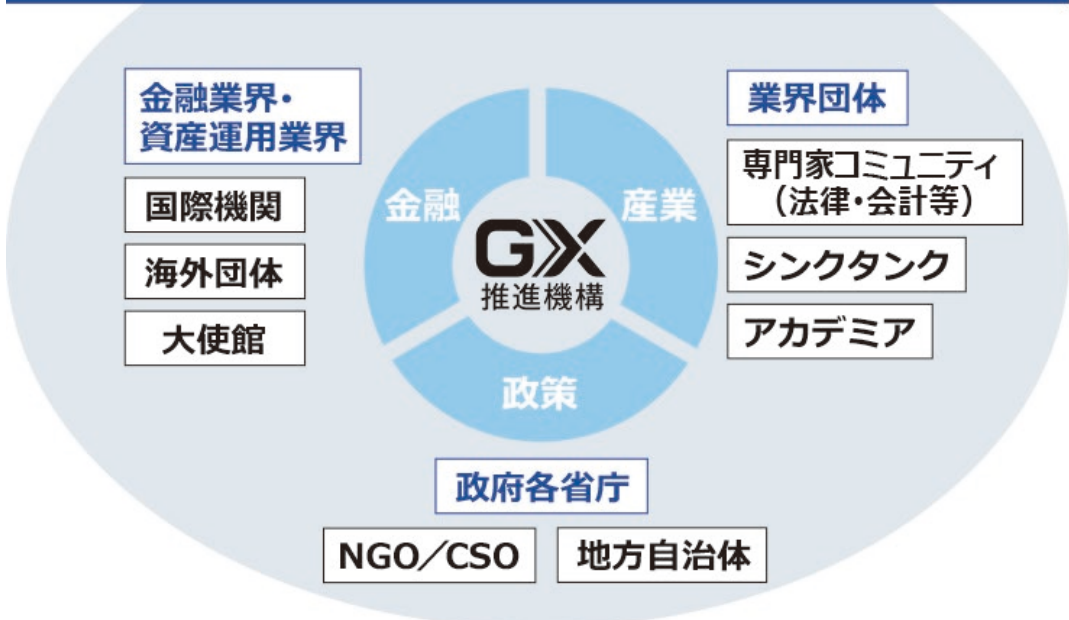 金融業界・
資産運用業界
国際機関
海外団体
大使館
金融
産業
政策
GX
推進機構
業界団体
専門家コミュニティ
（法律・会計等）
シンクタンク
アカデミア
政府各省庁
NGO／CSO
地方自治体